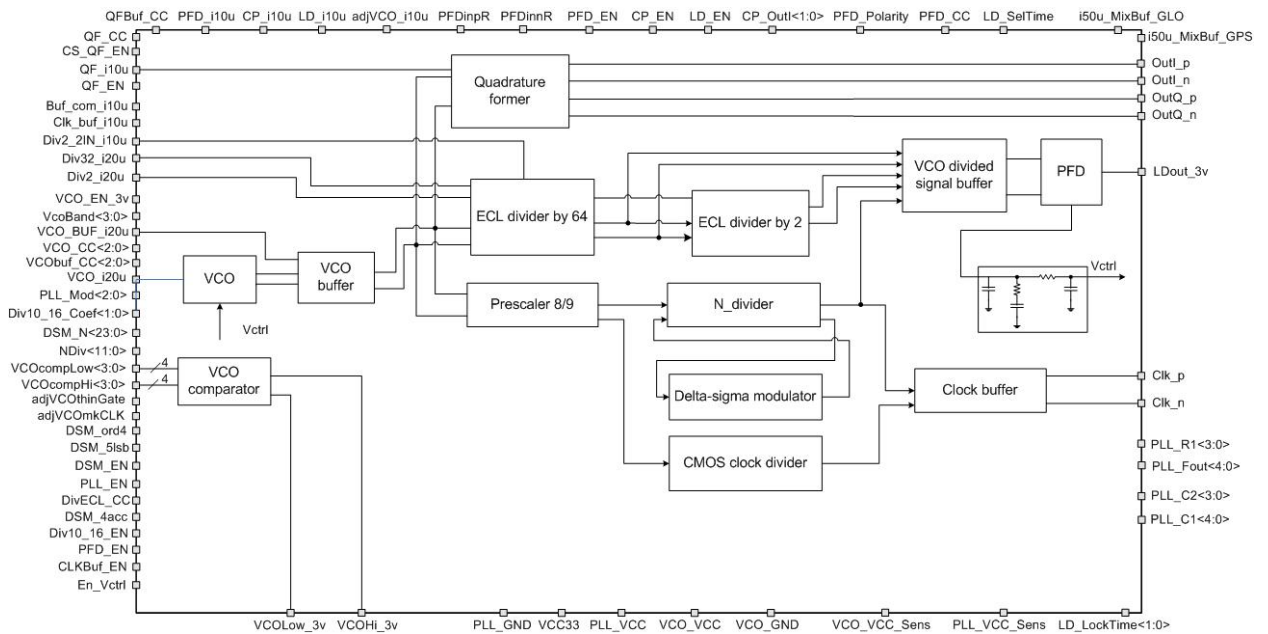 QFBuf_CC PFD_i10u CP_i10u LD_i10u adjVCO_i10u PFDinpR PFDinnR PFD_EN CP_EN LD_EN CP_OutI<1:0> PFD_Polarity PFD_CC LD_SelTime i50u_MixBuf_GLO
QF_CC
CS_QF_EN
QF_i10u
QF_EN
Buf_com_i10u
Clk_buf_i10u
Div2_2IN_i10u
Div32_i20u
Div2_i20u
VCO_EN_3v
VcoBand<3:0>
VCO_BUF_i20u
VCO_CC<2:0>
VCObuf_CC<2:0>
VCO_i20u
PLL_Mod<2:0>
Div10_16_Coef<1:0>
DSM_N<23:0>
NDiv<11:0>
VCOcompLow<3:0>
VCOcompHi<3:0>
adjVCOthinGate
adjVCOmkCLK
DSM_ord4
DSM_5lsb
DSM_EN
PLL_EN
DivECL_CC
DSM_4acc
Div10_16_EN
PFD_EN
CLKBuf_EN
En_Vctrl
4
4
Quadrature
former
ECL divider by 64
ECL divider by 2
VCO divided
signal buffer
PFD
VCO
VCO
buffer
Vctrl
Prescaler 8/9
N_divider
Vctrl
VCO
comparator
Delta-sigma modulator
Clock buffer
CMOS clock divider
i50u_MixBuf_GPS
OutI_p
OutI_n
OutQ_p
OutQ_n
LDout_3v
Clk_p
Clk_n
PLL_R1<3:0>
PLL_Fout<4:0>
PLL_C2<3:0>
PLL_C1<4:0>
VCOLow_3v VCOHi_3v PLL_GND VCC33 PLL_VCC VCO_VCC VCO_GND VCO_VCC_Sens PLL_VCC_Sens LD_LockTime<1:0>